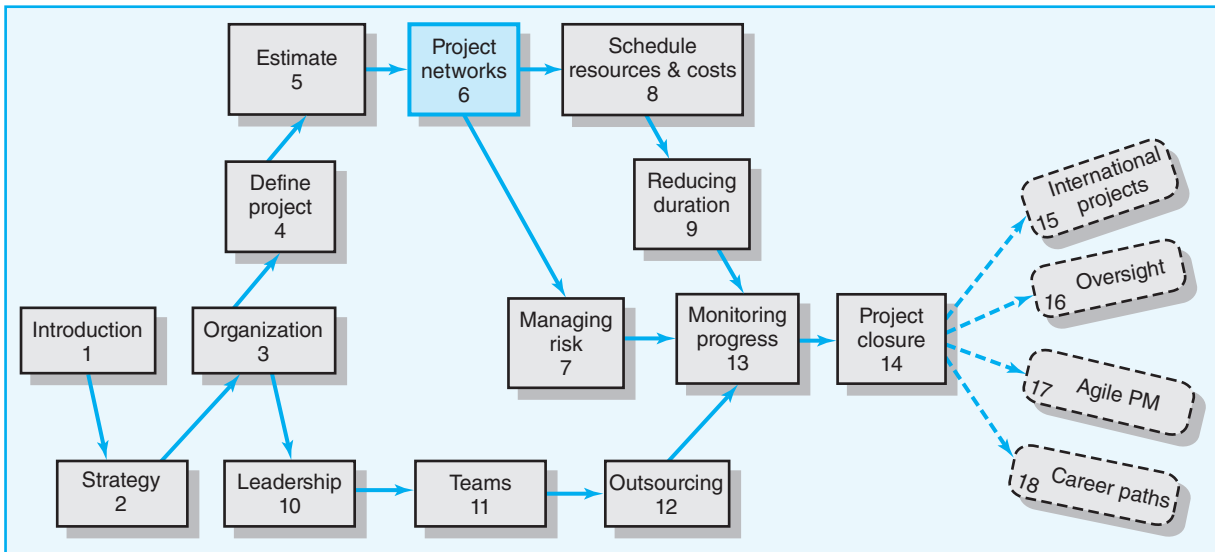 Estimate
5
Project
networks
6
Schedule
resources & costs
8
Define
project
4
Reducing
duration
9
International
projects
15
Oversight
16
Introduction
1
Organization
3
Managing
risk
7
Monitoring
progress
13
Project
closure
14
Agile PM
17
Strategy
2
Leadership
10
Teams
11
Outsourcing
12
Career paths
18